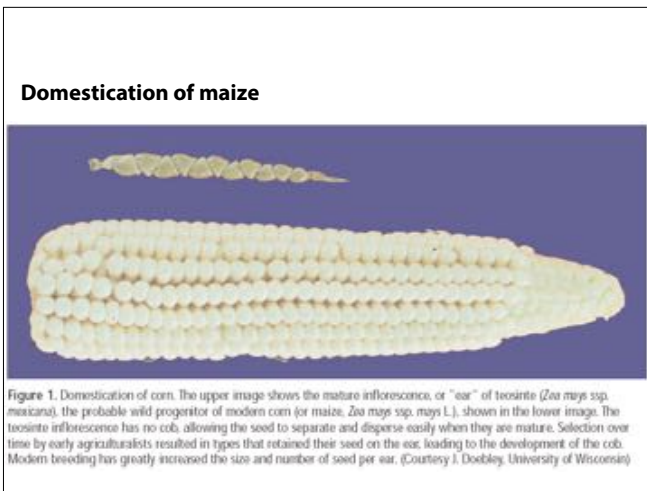 Domestication of maize
Figure 1. Domestication of corn. The upper image shows the mature inflorescence, or "ear" of teosinte (Zea mays ssp.
mexicana), the probable wild progenitor of modern corn (or maize, Zea mays ssp. mays L.), shown in the lower image. The
teosinte inflorescence has no cob, allowing the seed to separate and disperse easily when they are mature. Selection over
time by early agriculturalists resulted in types that retained their seed on the ear, leading to the development of the cob.
Modern breeding has greatly increased the size and number of seed per ear. (Courtesy J. Doebley, University of Wisconsin)